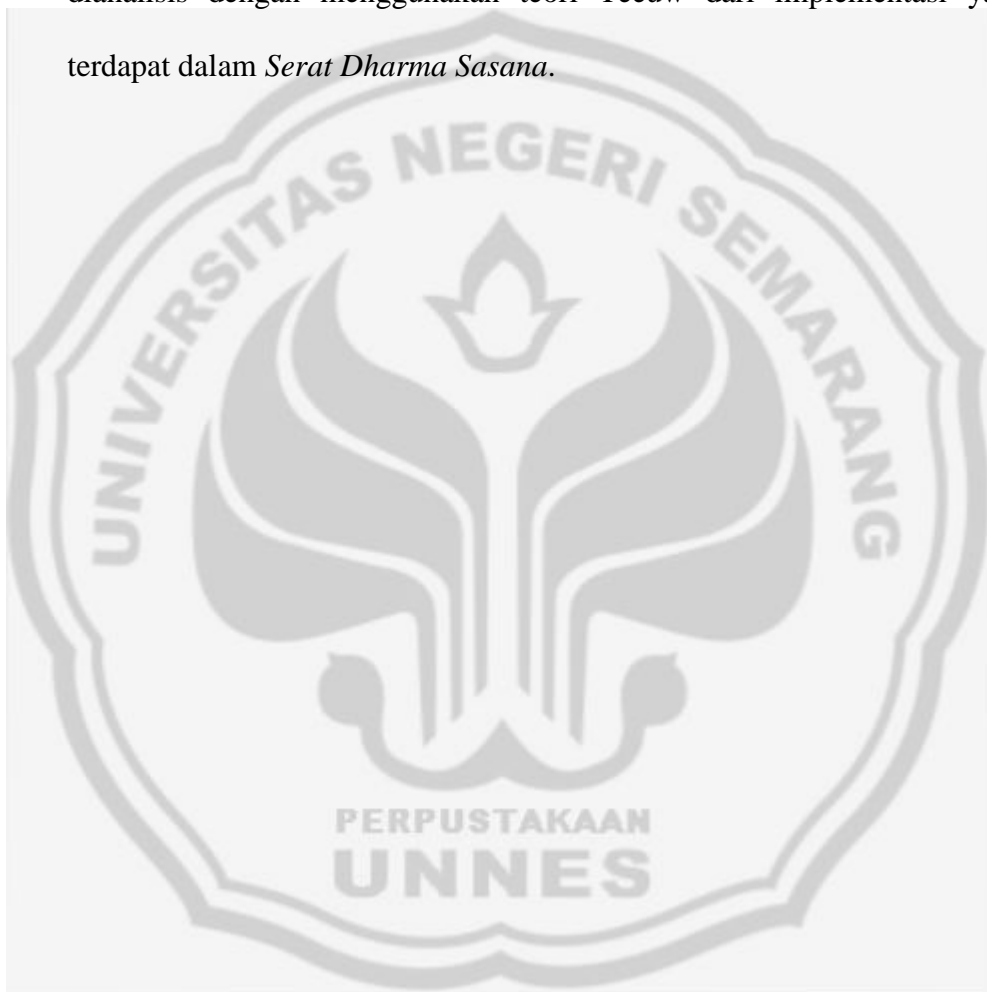 dianalisis dengan menggunakan teori Teeuw dari implementasi
terdapat dalam Serat Dharma Sasana.
UNIVERSITAS NEGERI SEMARANG
PERPUSTAKAAN
UNNES